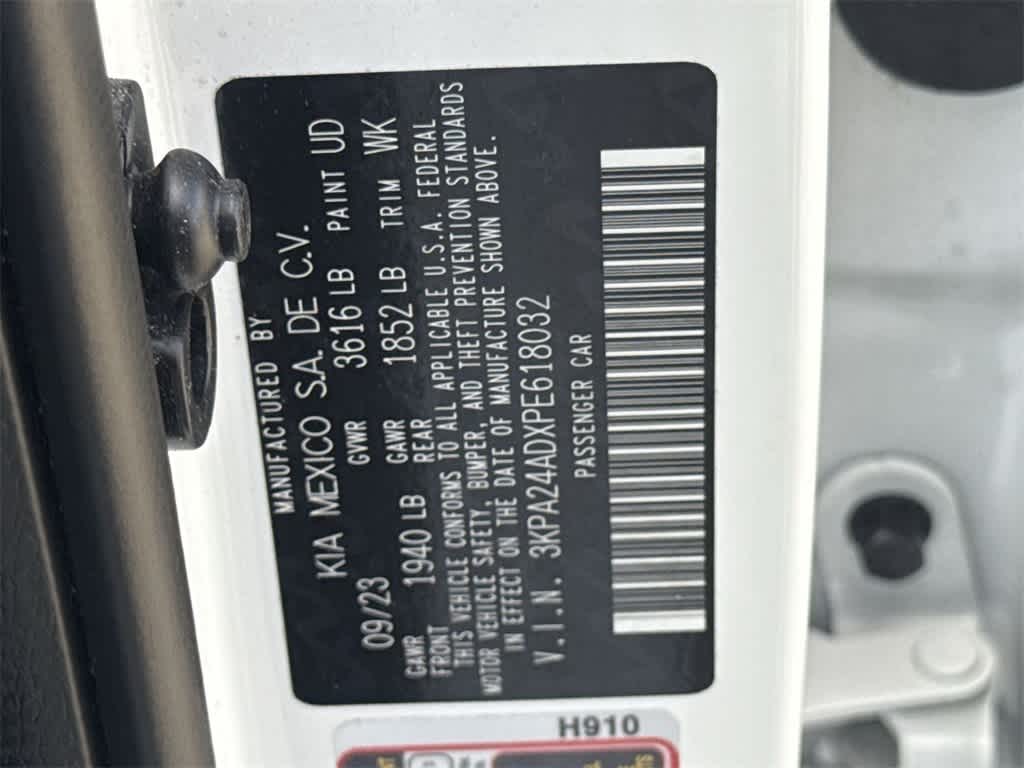 MANUFACTURED BY
KIA MEXICO S.A. DE C.V.
09/23 GVWR 3616 LB PAINT UD
GAWR FRONT 1940 LB GAWR REAR 1852 LB TRIM WK
THIS VEHICLE CONFORMS TO ALL APPLICABLE U.S.A. FEDERAL
MOTOR VEHICLE SAFETY, BUMPER, AND THEFT PREVENTION STANDARDS
IN EFFECT ON THE DATE OF MANUFACTURE SHOWN ABOVE.
V.I.N. 3KPA24ADXPE618032
PASSENGER CAR
H910